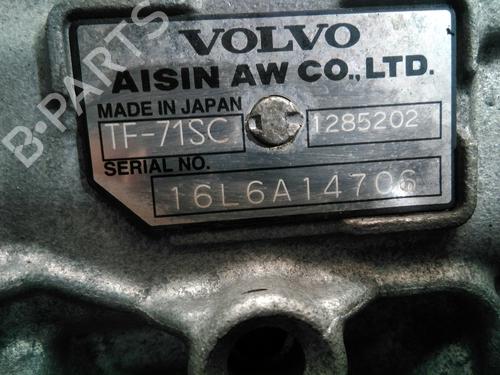 VOLVO
AISIN AW CO., LTD.
MADE IN JAPAN
TF-71SC 1285202
SERIAL NO.
16L6A14706
B-PARTS